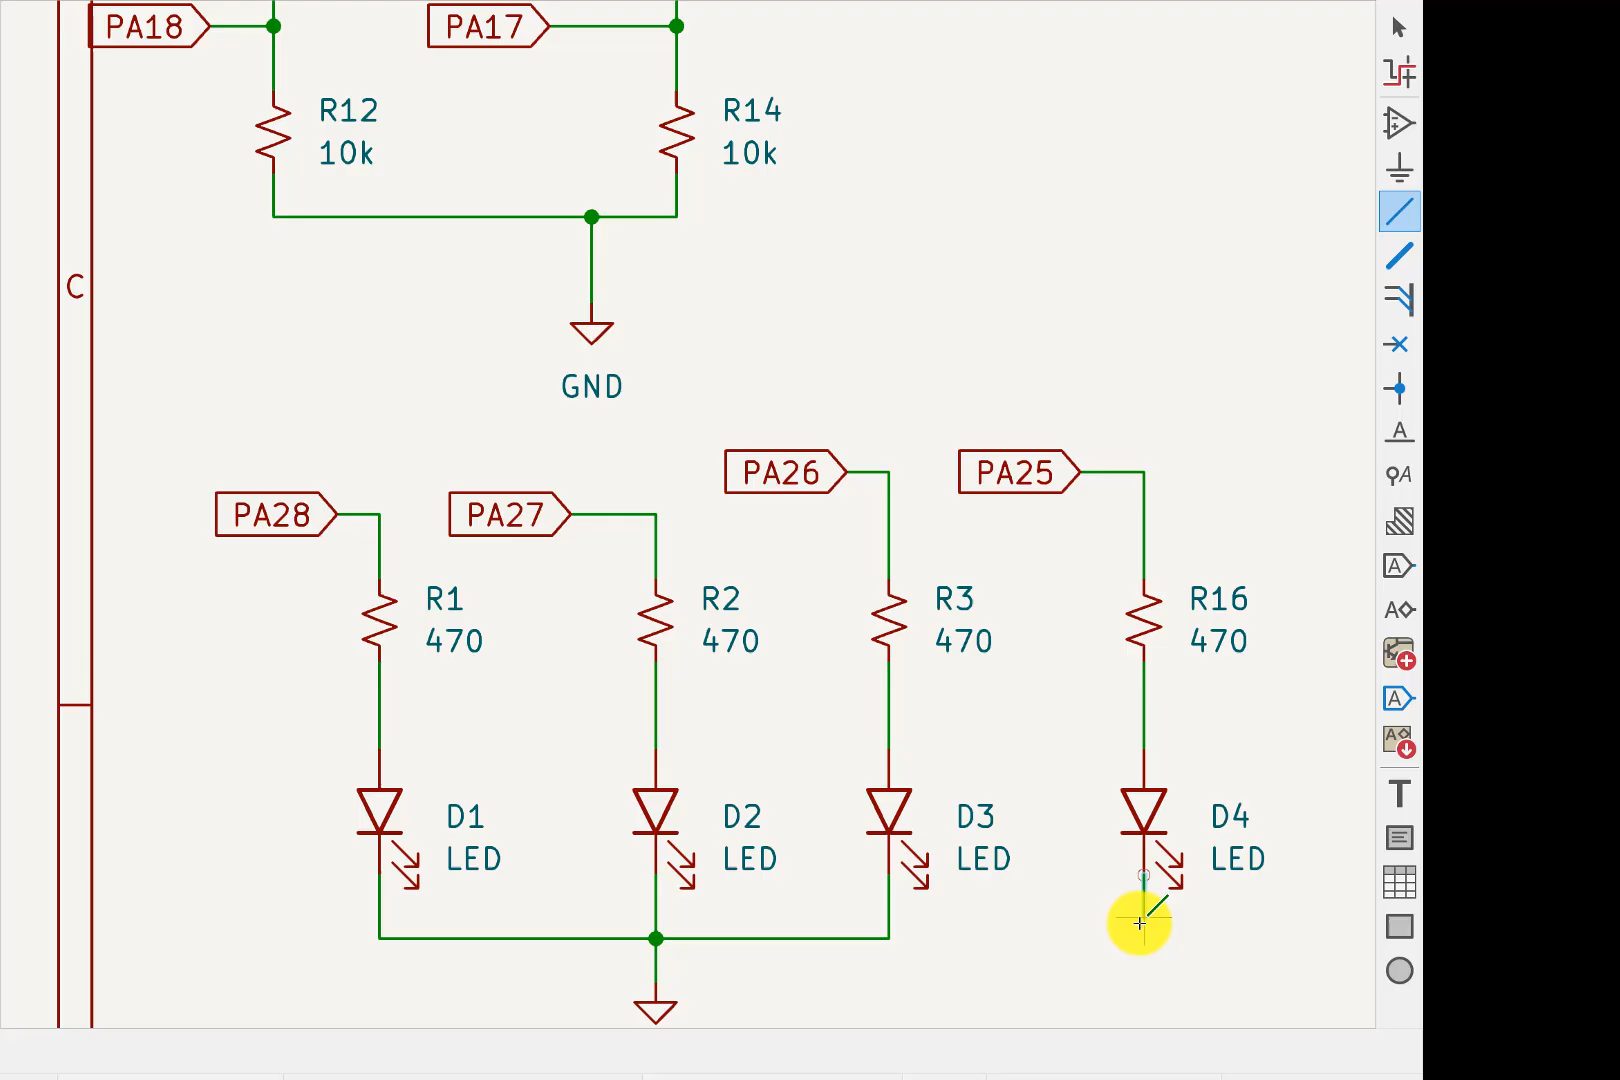 PA18
PA17
R12
10k
R14
10k
C
GND
PA26
PA25
PA28
PA27
R1
470
R2
470
R3
470
R16
470
D1
LED
D2
LED
D3
LED
D4
LED
A
A
A
A
A
A
T